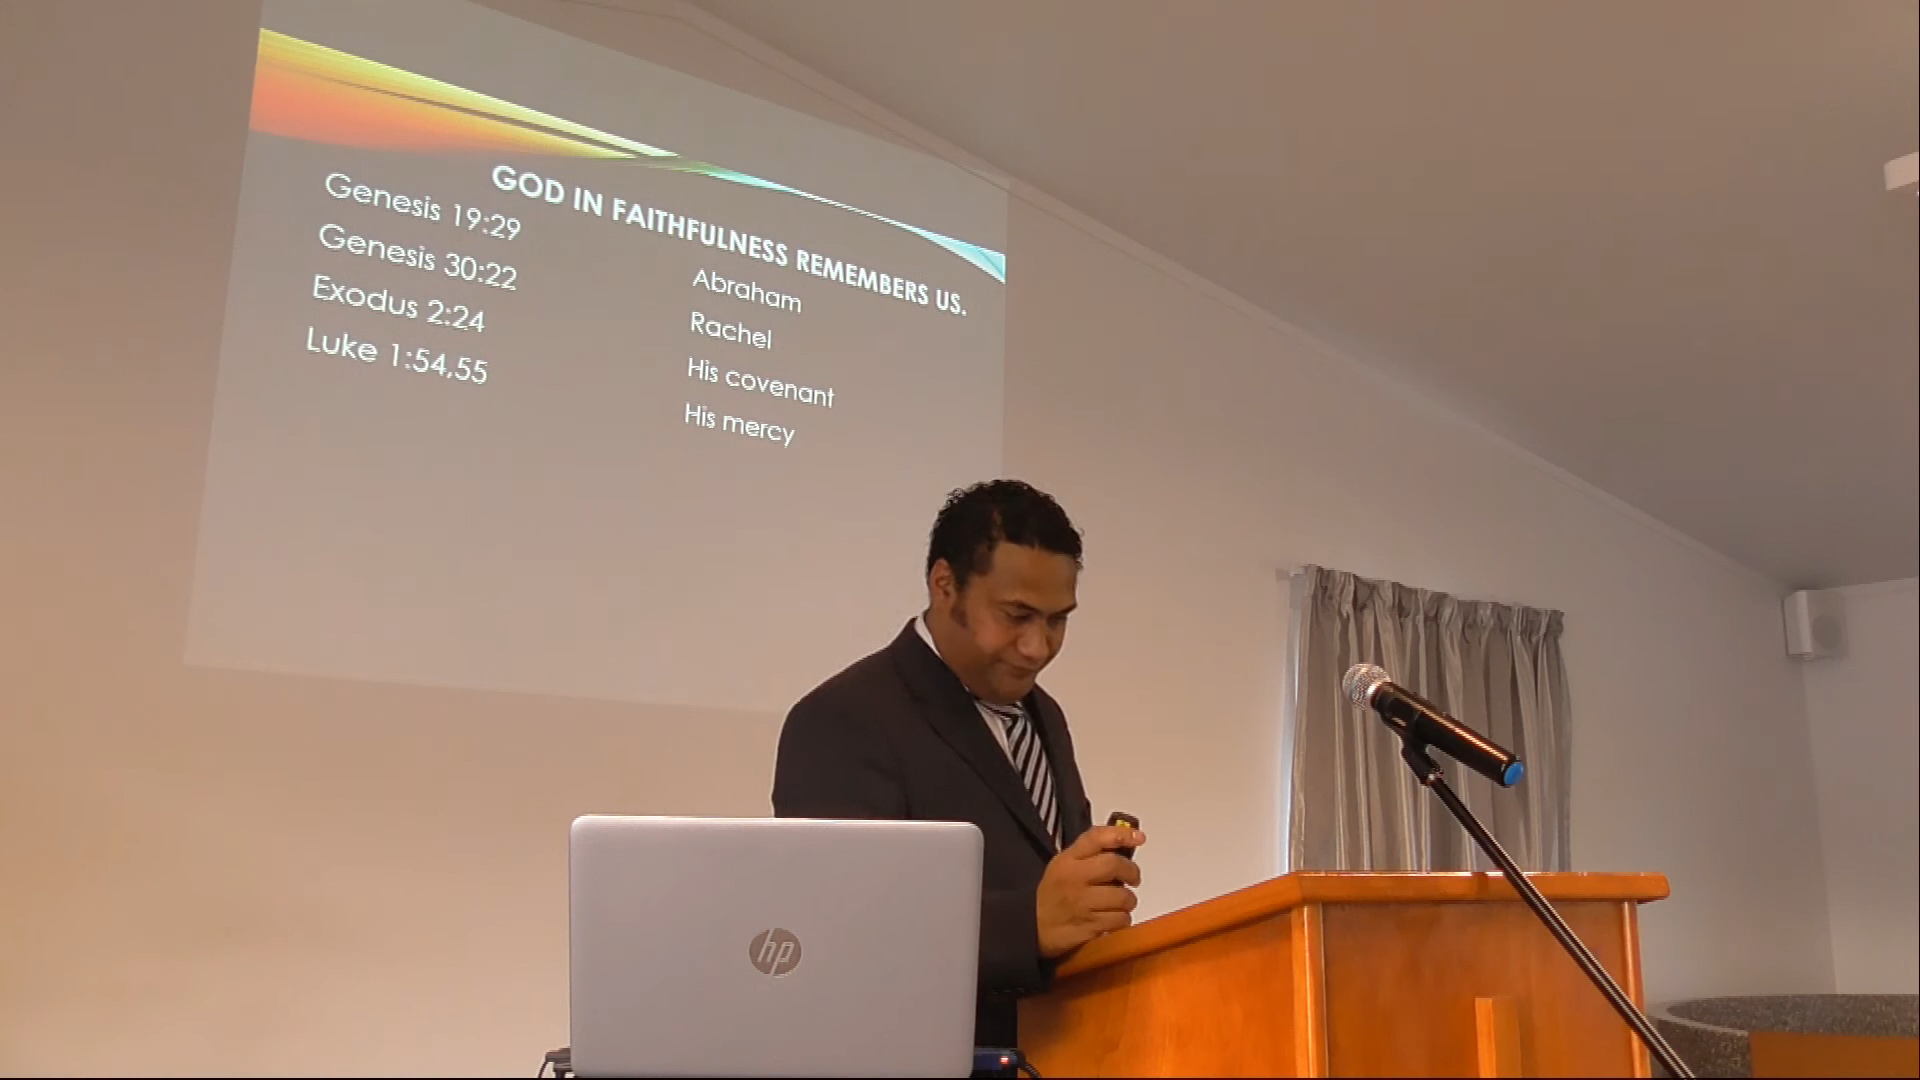 GOD IN FAITHFULNESS REMEMBERS US.
Genesis 19:29
Genesis 30:22
Exodus 2:24
Luke 1:54,55
Abraham
Rachel
His covenant
His mercy
hp